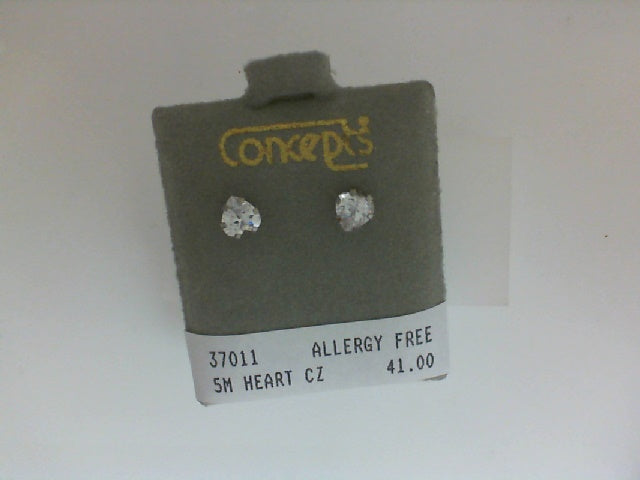 Concepts
37011 ALLERGY FREE
5M HEART CZ 41.00